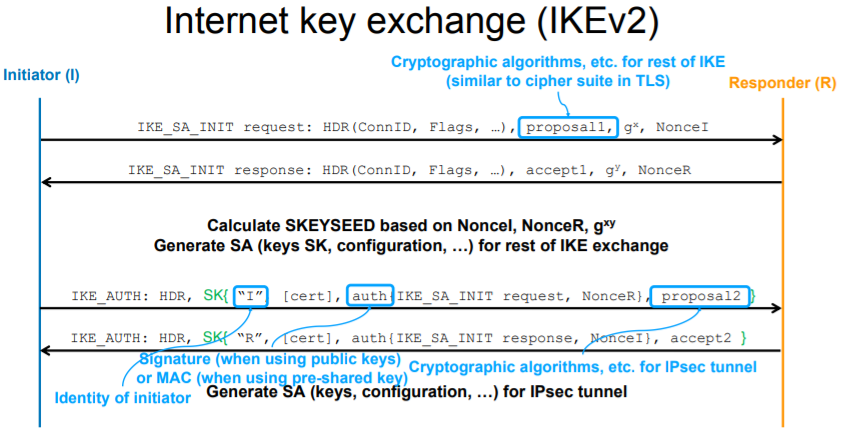 Internet key exchange (IKEv2)
Cryptographic algorithms, etc. for rest of IKE
(similar to cipher suite in TLS)
Initiator (I)
Responder (R)
IKE_SA_INIT request: HDR(ConnID, Flags, …), proposal1, gˣ, NonceI
IKE_SA_INIT response: HDR(ConnID, Flags, …), accept1, gʸ, NonceR
Calculate SKEYSEED based on NonceI, NonceR, gˣʸ
Generate SA (keys SK, configuration, …) for rest of IKE exchange
IKE_AUTH: HDR, SK{ “I” [cert], auth{IKE_SA_INIT request, NonceR}, proposal2 }
IKE_AUTH: HDR, SK{ “R”, [cert], auth{IKE_SA_INIT response, NonceI}, accept2 }
Signature (when using public keys)
or MAC (when using pre-shared key)
Cryptographic algorithms, etc. for IPsec tunnel
Identity of initiator
Generate SA (keys, configuration, …) for IPsec tunnel